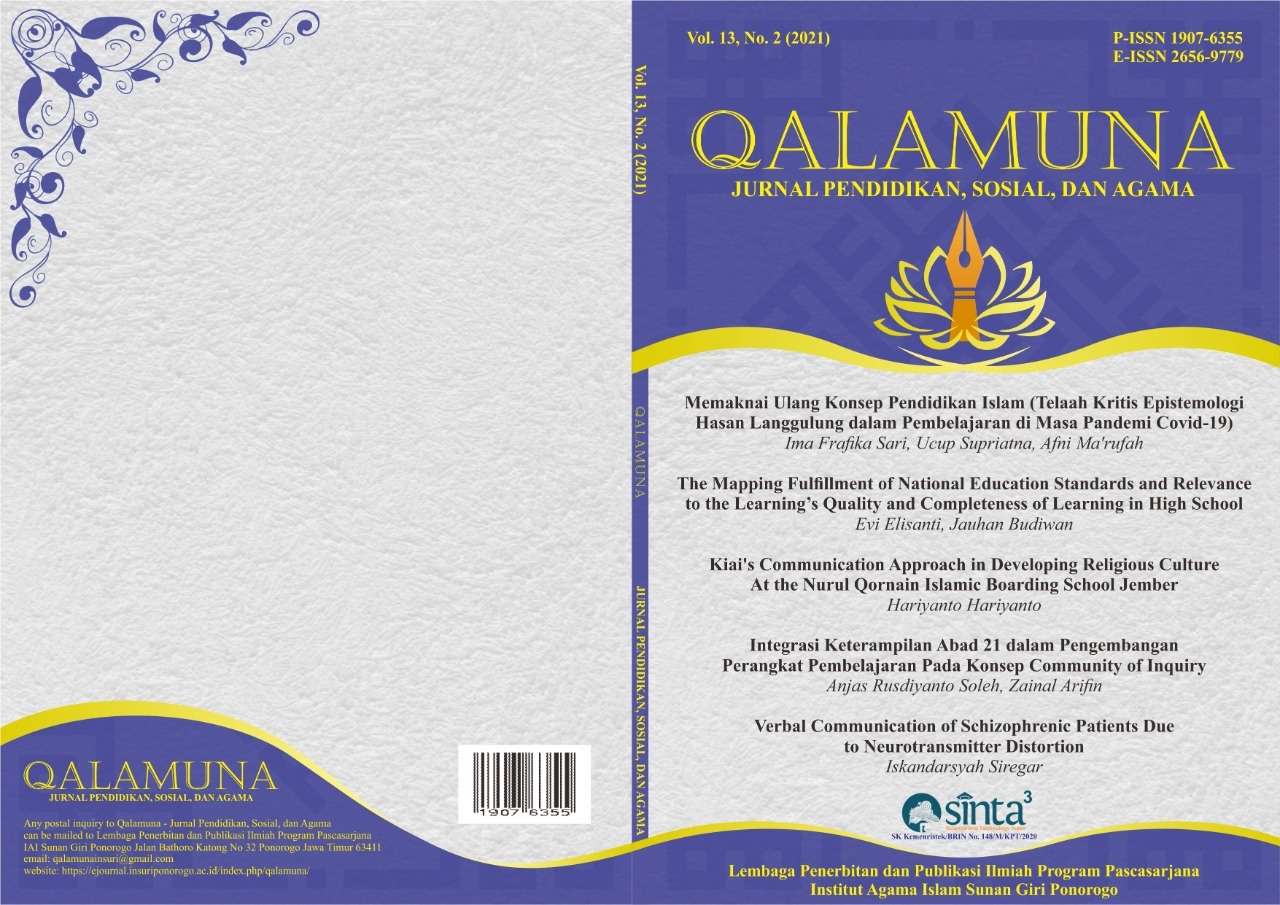 Vol. 13, No. 2 (2021)
P-ISSN 1907-6355
E-ISSN 2656-9779
QALAMUNA
JURNAL PENDIDIKAN, SOSIAL, DAN AGAMA
Memaknai Ulang Konsep Pendidikan Islam (Telaah Kritis Epistemologi
Hasan Langgulung dalam Pembelajaran di Masa Pandemi Covid-19)
Ima Frafika Sari, Ucup Supriatna, Afni Ma'rufah
The Mapping Fulfillment of National Education Standards and Relevance
to the Learning’s Quality and Completeness of Learning in High School
Evi Elisanti, Jauhan Budiwan
Kiai's Communication Approach in Developing Religious Culture
At the Nurul Qornain Islamic Boarding School Jember
Hariyanto Hariyanto
Integrasi Keterampilan Abad 21 dalam Pengembangan
Perangkat Pembelajaran Pada Konsep Community of Inquiry
Anjas Rusdiyanto Soleh, Zainal Arifin
Verbal Communication of Schizophrenic Patients Due
to Neurotransmitter Distortion
Iskandarsyah Siregar
sinta 3
Science and Technology Index
SK Kemenristek/BRIN No. 148/M/KPT/2020
Lembaga Penerbitan dan Publikasi Ilmiah Program Pascasarjana
Institut Agama Islam Sunan Giri Ponorogo
Vol. 13, No. 2 (2021)
QALAMUNA
JURNAL PENDIDIKAN, SOSIAL, DAN AGAMA
QALAMUNA
JURNAL PENDIDIKAN, SOSIAL, DAN AGAMA
Any postal inquiry to Qalamuna - Jurnal Pendidikan, Sosial, dan Agama
can be mailed to Lembaga Penerbitan dan Publikasi Ilmiah Program Pascasarjana
IAI Sunan Giri Ponorogo Jalan Bathoro Katong No 32 Ponorogo Jawa Timur 63411
email: qalamunainsuri@gmail.com
website: https://ejournal.insuriponorogo.ac.id/index.php/qalamuna/
1907 6355